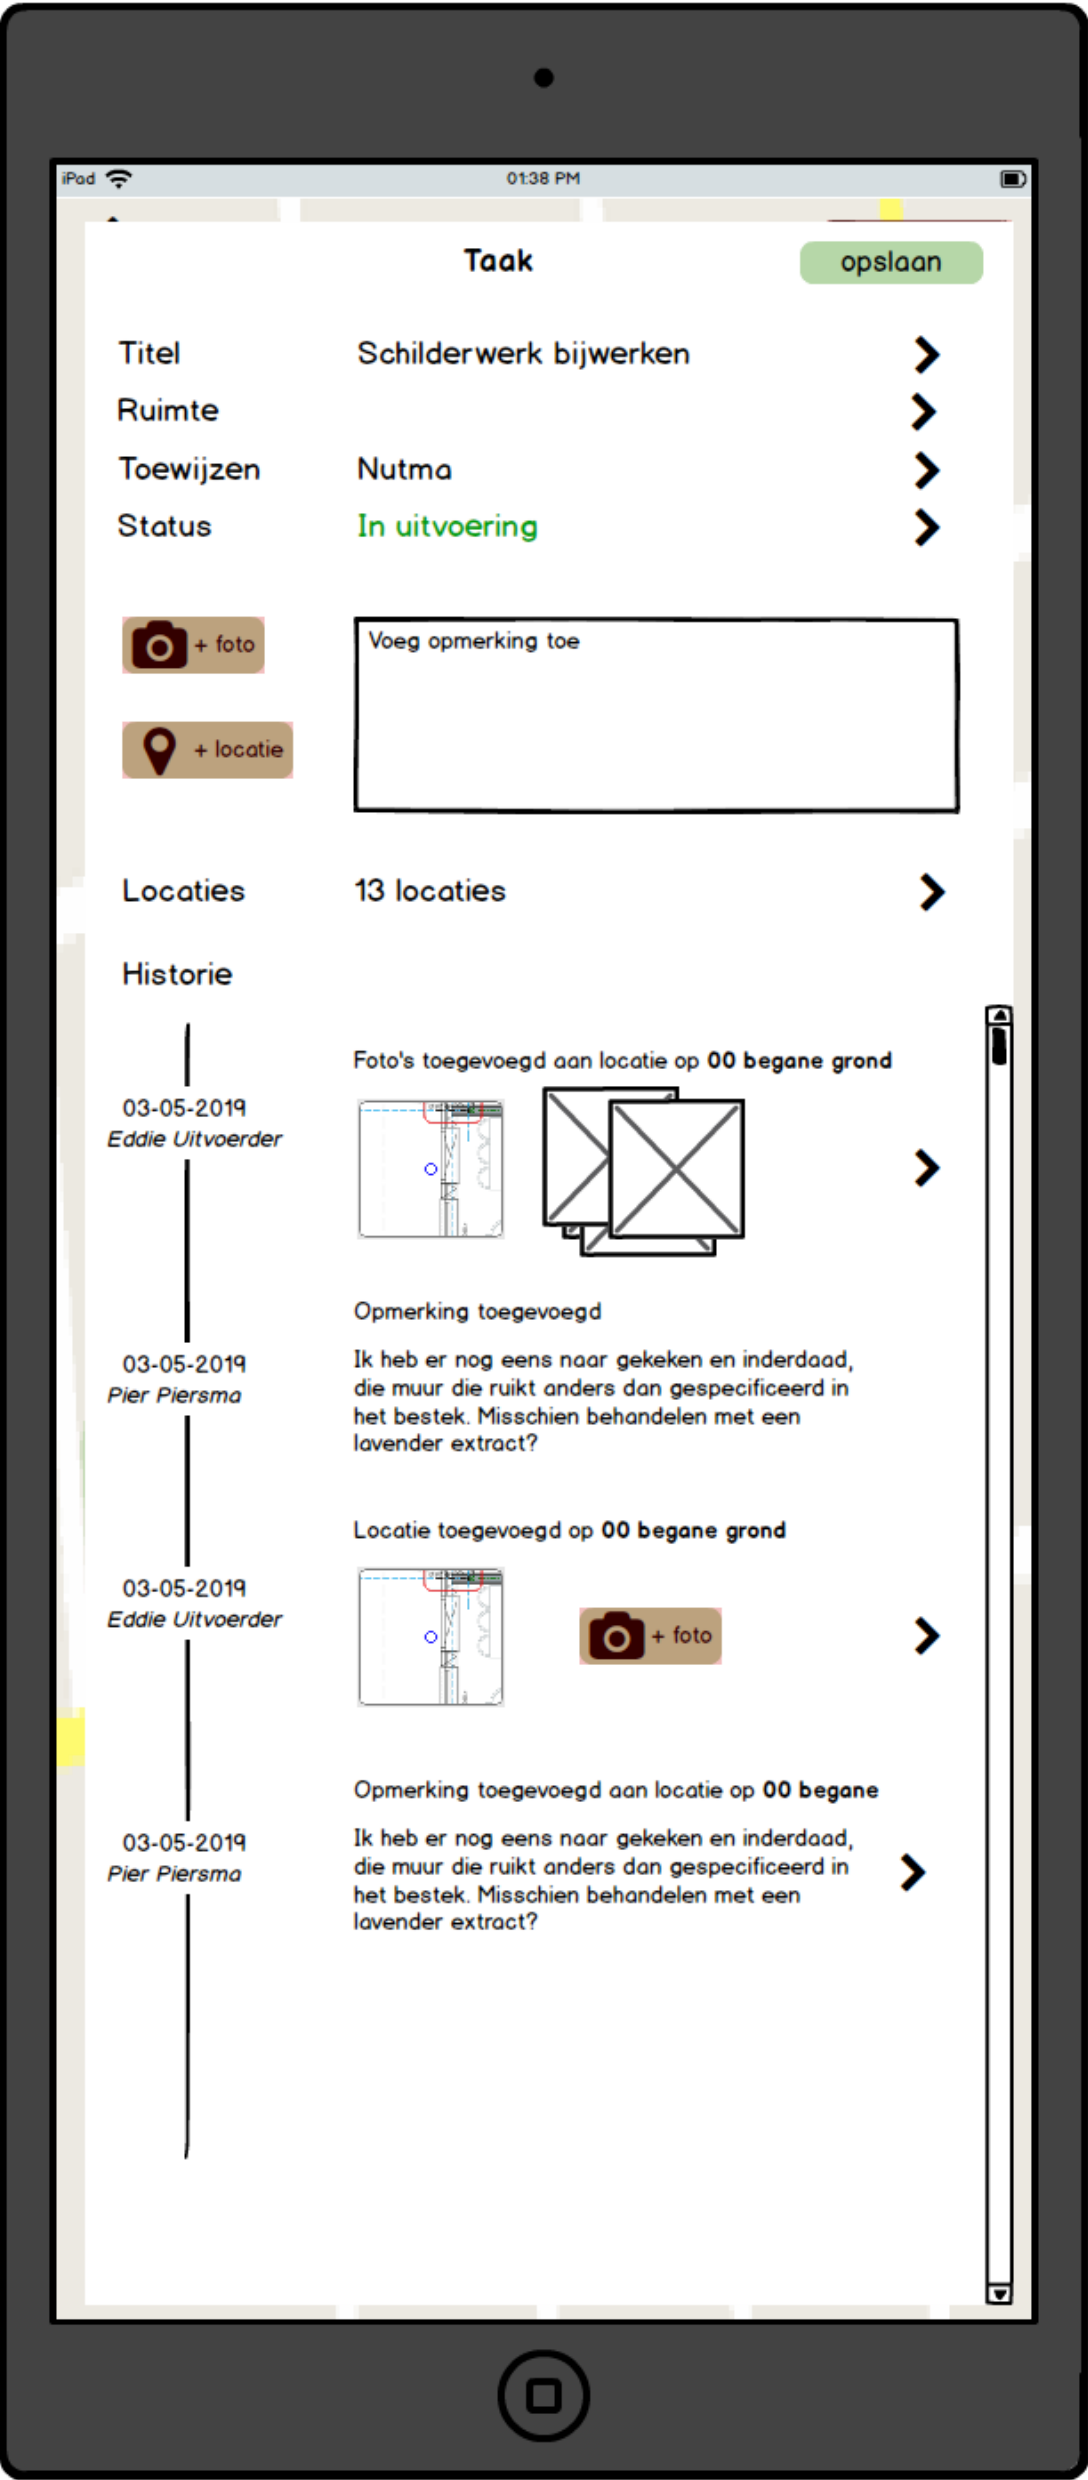 iPad 01:38 PM
Taak opslaan
Titel Schilderwerk bijwerken
Ruimte
Toewijzen Nutma
Status In uitvoering
+ foto
Voeg opmerking toe
+ locatie
Locaties 13 locaties
Historie
Foto's toegevoegd aan locatie op 00 begane grond
03-05-2019
Eddie Uitvoerder
Opmerking toegevoegd
03-05-2019
Pier Piersma
Ik heb er nog eens naar gekeken en inderdaad,
die muur die ruikt anders dan gespecificeerd in
het bestek. Misschien behandelen met een
lavender extract?
Locatie toegevoegd op 00 begane grond
03-05-2019
Eddie Uitvoerder
+ foto
Opmerking toegevoegd aan locatie op 00 begane
03-05-2019
Pier Piersma
Ik heb er nog eens naar gekeken en inderdaad,
die muur die ruikt anders dan gespecificeerd in
het bestek. Misschien behandelen met een
lavender extract?